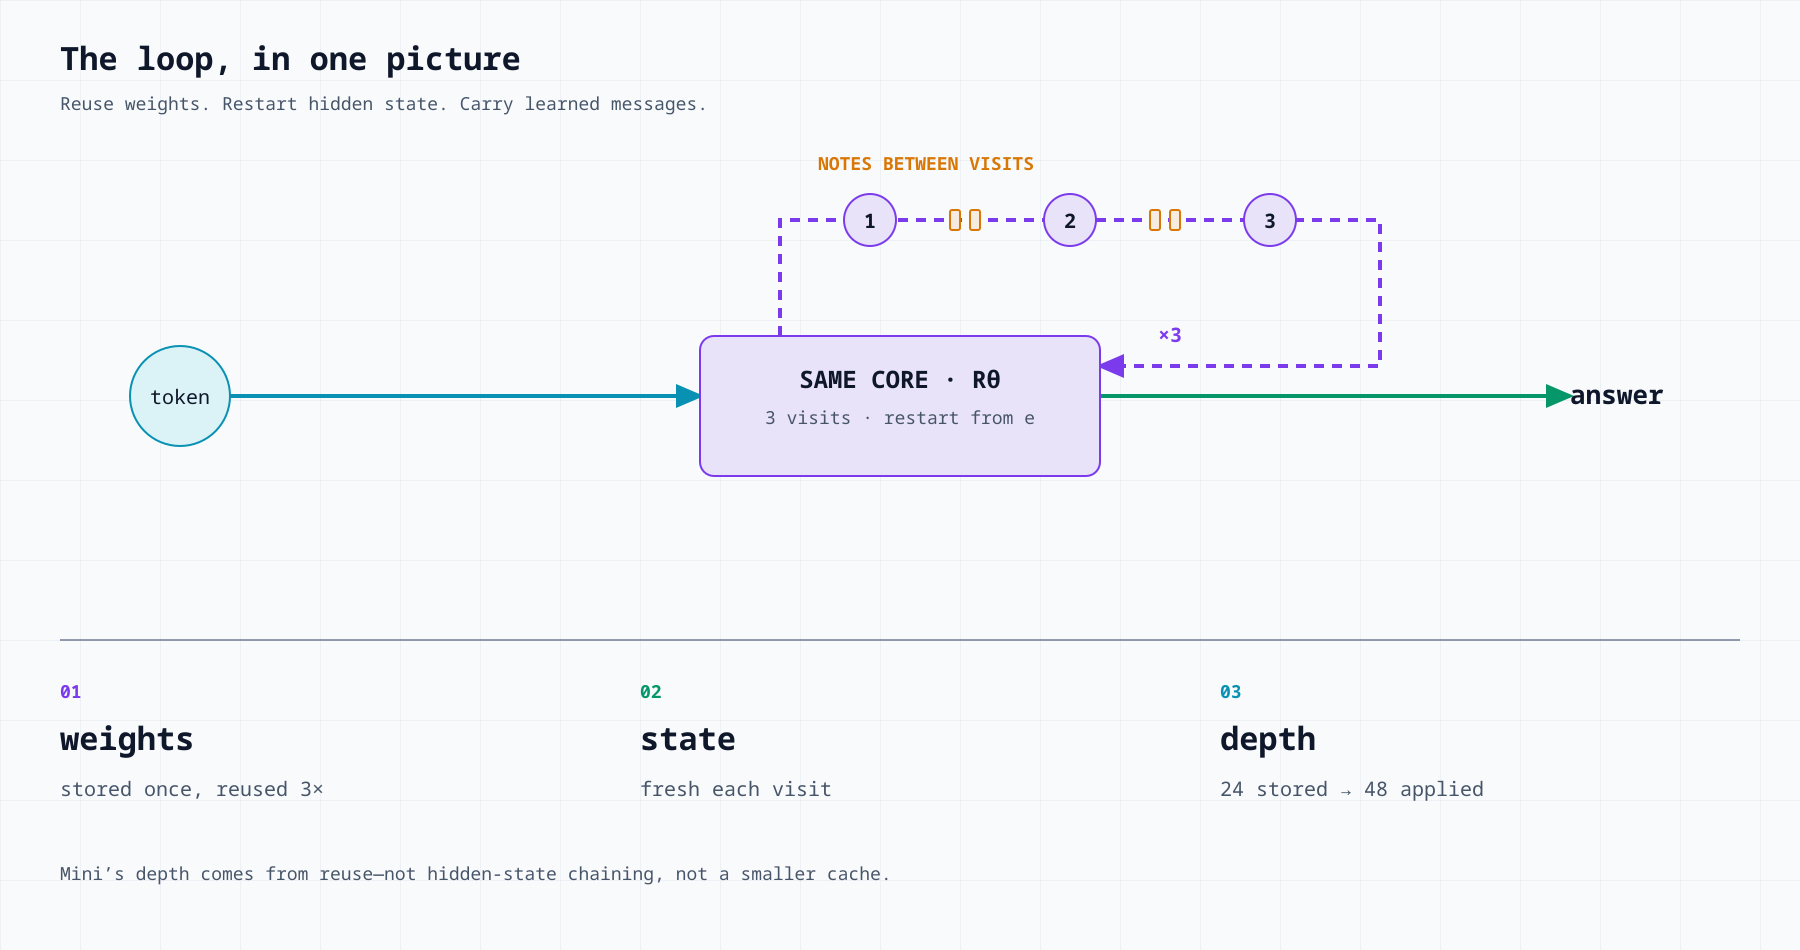 The loop, in one picture
Reuse weights. Restart hidden state. Carry learned messages.
NOTES BETWEEN VISITS
1
2
3
×3
token
SAME CORE · Rθ
3 visits · restart from e
answer
01
weights
stored once, reused 3×
02
state
fresh each visit
03
depth
24 stored → 48 applied
Mini’s depth comes from reuse—not hidden-state chaining, not a smaller cache.